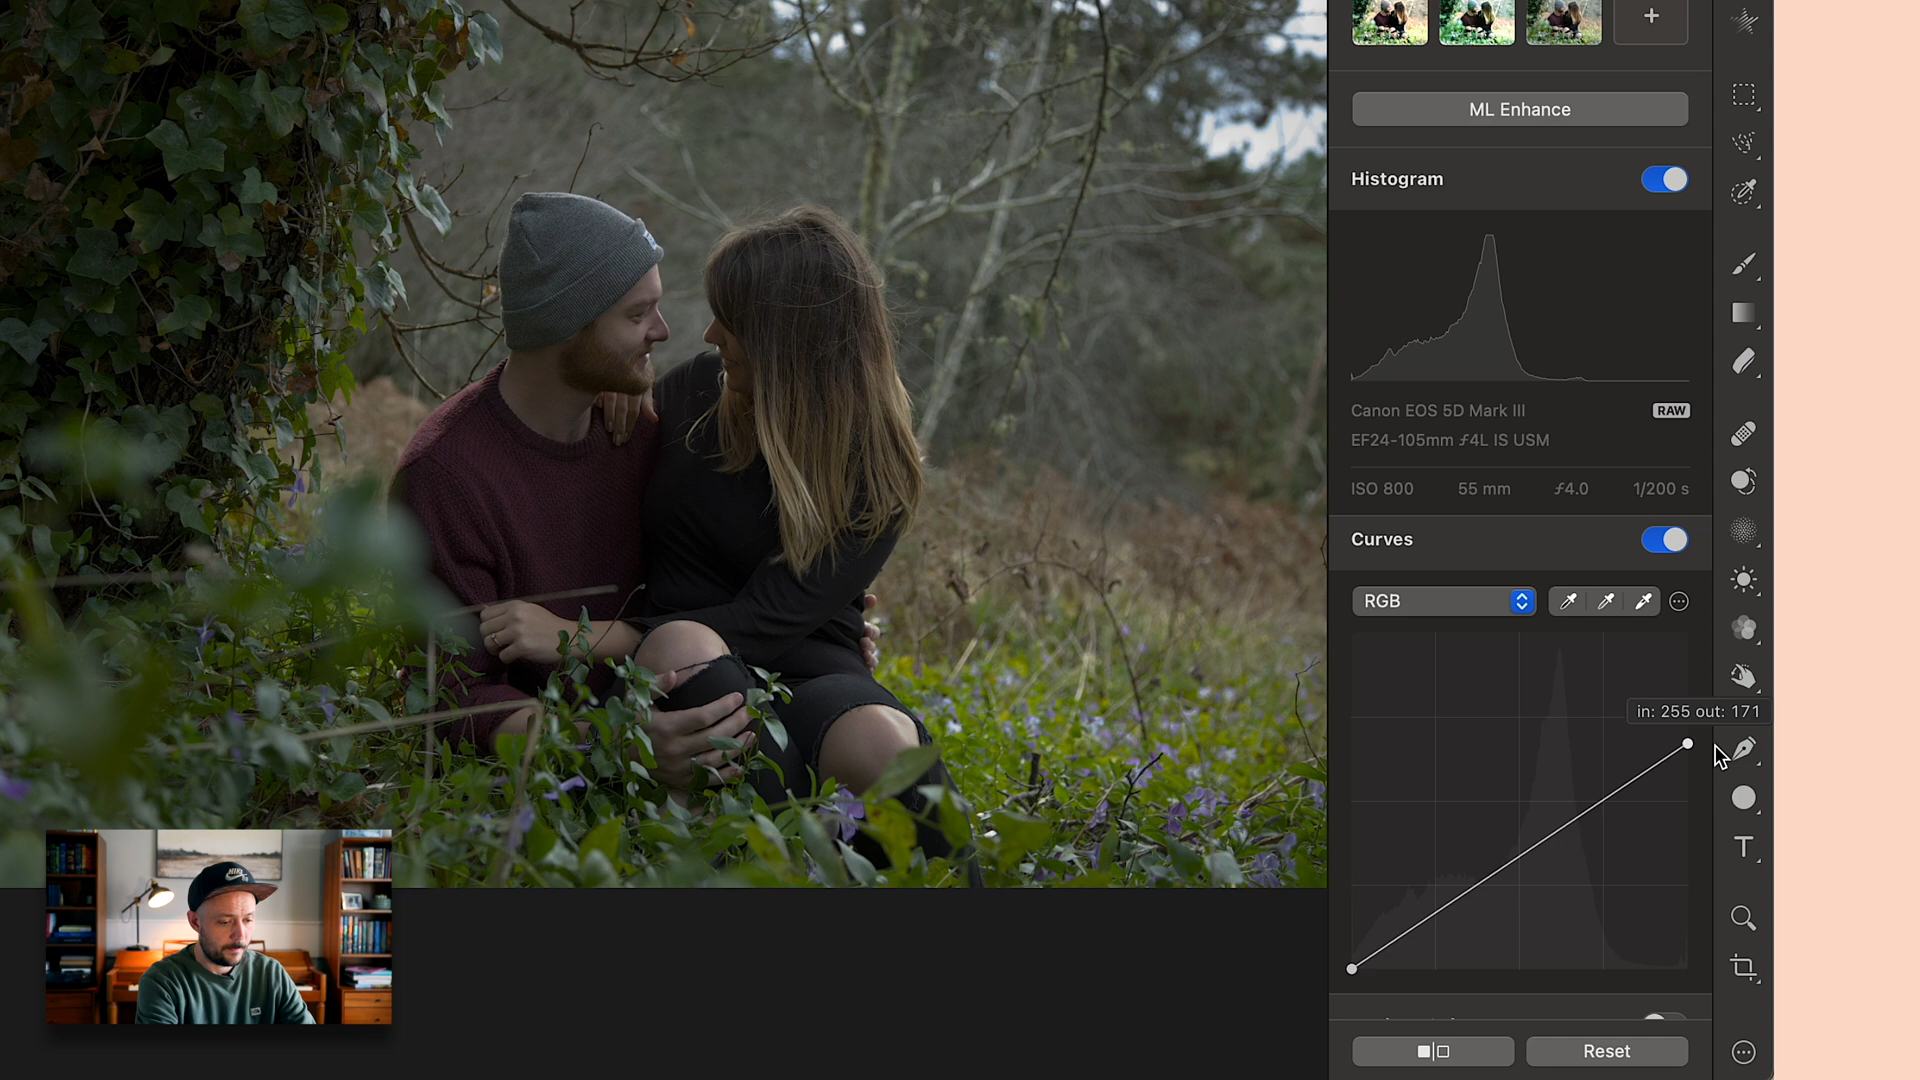 ML Enhance
Histogram
Canon EOS 5D Mark III
RAW
EF24-105mm ƒ4L IS USM
ISO 800 55 mm ƒ4.0 1/200 s
Curves
RGB
in: 255 out: 171
T
NIKE
Reset